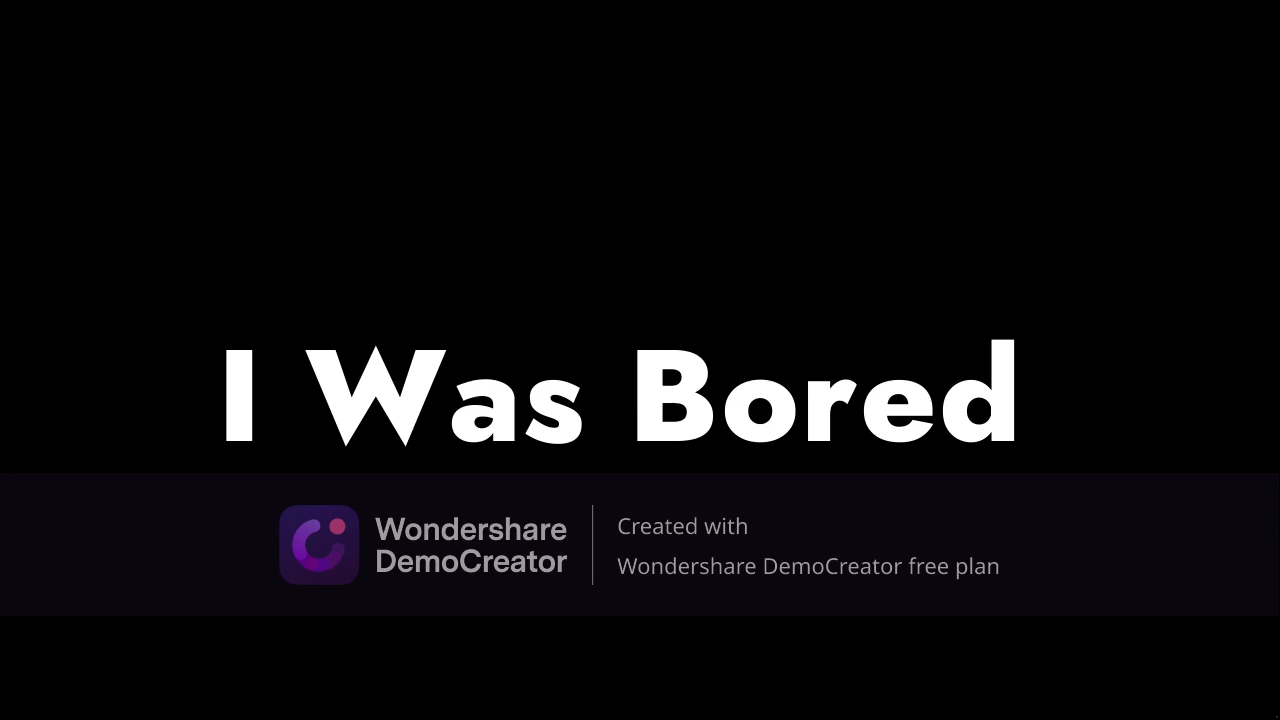 I Was Bored
Wondershare
DemoCreator
Created with
Wondershare DemoCreator free plan